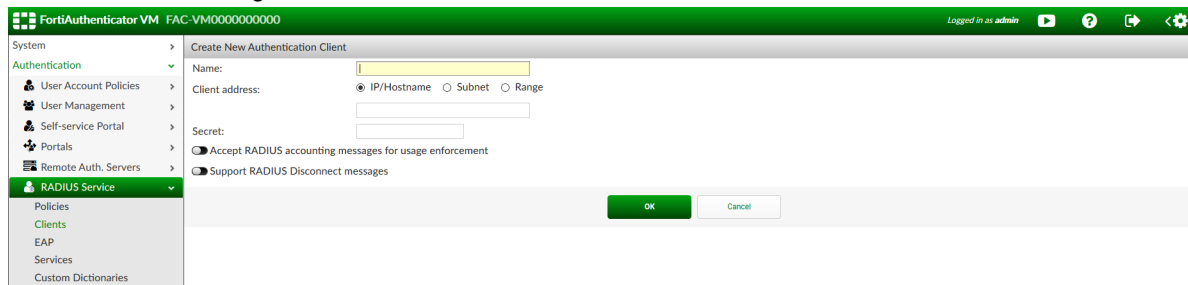 FortiAuthenticator VM FAC-VM0000000000 Logged in as admin
System
Authentication
User Account Policies
User Management
Self-service Portal
Portals
Remote Auth. Servers
RADIUS Service
Policies
Clients
EAP
Services
Custom Dictionaries
Create New Authentication Client
Name:
Client address: IP/Hostname Subnet Range
Secret:
Accept RADIUS accounting messages for usage enforcement
Support RADIUS Disconnect messages
OK Cancel